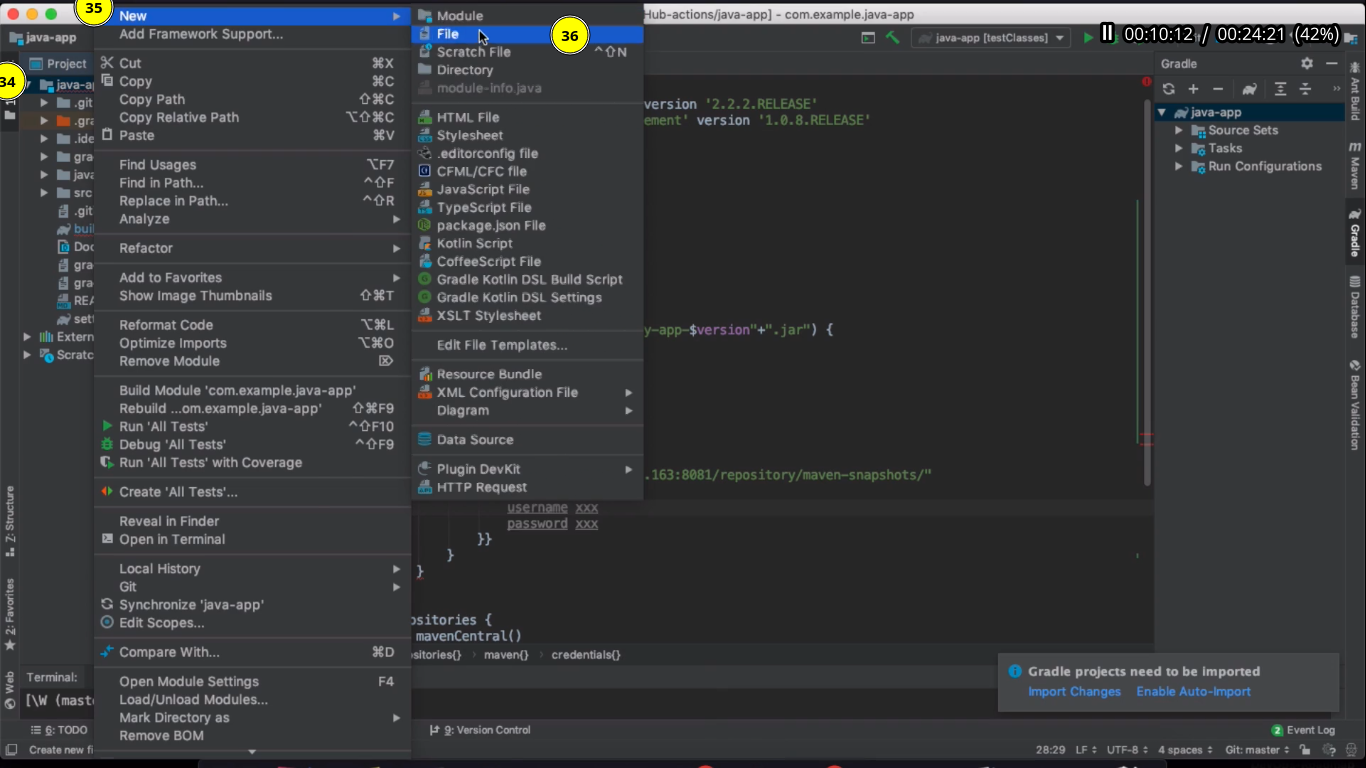 35
New
Module
Hub-actions/java-app] - com.example.java-app
Add Framework Support...
File
36
java-app
java-app [testClasses]
00:10:12 / 00:24:21 (42%)
Scratch File ^⇧N
Cut ⌘X
Project
Gradle
Directory
34
Copy ⌘C
java-ap
module-info.java
Copy Path ⇧⌘C
.git
version '2.2.2.RELEASE'
java-app
Copy Relative Path ⌥⇧⌘C
.gra
HTML File
ement' version '1.0.8.RELEASE'
Source Sets
Paste ⌘V
.ide
Stylesheet
Tasks
gra
.editorconfig file
Run Configurations
Find Usages ⌥F7
java
CFML/CFC file
Find in Path... ^⇧F
src
JavaScript File
Replace in Path... ^⇧R
.git
TypeScript File
Analyze
bui
package.json File
Refactor
Doc
Kotlin Script
gra
CoffeeScript File
Add to Favorites
gra
Gradle Kotlin DSL Build Script
Show Image Thumbnails ⇧⌘T
REA
Gradle Kotlin DSL Settings
Reformat Code ⌥⌘L
sett
XSLT Stylesheet
y-app-$version"+".jar") {
Optimize Imports ⌥⌘O
Extern
Edit File Templates...
Remove Module ⌦
Scratc
Resource Bundle
Build Module 'com.example.java-app'
XML Configuration File
Rebuild ...om.example.java-app' ⇧⌘F9
Diagram
Run 'All Tests' ^⇧F10
Debug 'All Tests' ^⇧F9
Data Source
Run 'All Tests' with Coverage
Plugin DevKit
.163:8081/repository/maven-snapshots/"
Create 'All Tests'...
HTTP Request
username xxx
Reveal in Finder
password xxx
Open in Terminal
}}
}
Local History
}
Git
Synchronize 'java-app'
Edit Scopes...
ositories {
mavenCentral()
Compare With... ⌘D
ositories{} › maven{} › credentials{}
Terminal:
Open Module Settings F4
Gradle projects need to be imported
[\W (maste
Load/Unload Modules...
Import Changes Enable Auto-Import
Mark Directory as
6: TODO
Remove BOM
9: Version Control
2 Event Log
Create new fi
28:29 LF UTF-8 4 spaces Git: master
Z: Structure
2: Favorites
Web
Ant Build
m Maven
Gradle
Database
Bean Validation